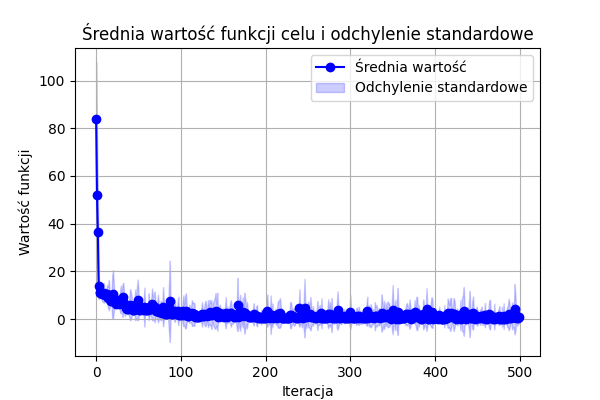 Średnia wartość funkcji celu i odchylenie standardowe
Średnia wartość
Odchylenie standardowe
Wartość funkcji
100
80
60
40
20
0
0 100 200 300 400 500
Iteracja